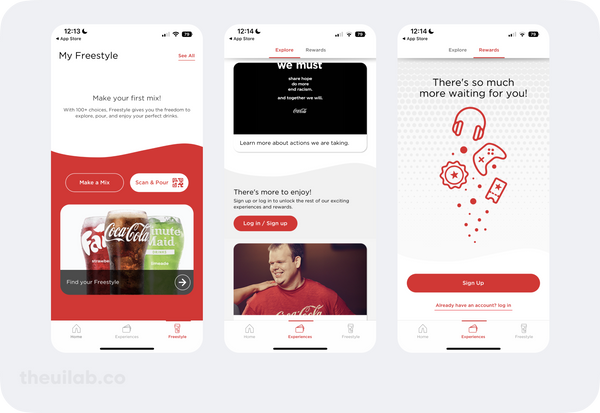 12:13
App Store
79
My Freestyle
See All
Make your first mix!
With 100+ choices, Freestyle gives you the freedom to
explore, pour, and enjoy your perfect drinks.
Make a Mix
Scan & Pour
Fa
Coca-Cola
Minute
Maid
strawbe
Find your Freestyle
Home
Experiences
Freestyle
12:14
App Store
79
Explore
Rewards
we must
share hope
do more
end racism.
and together we will.
Coca-Cola
Learn more about actions we are taking.
There's more to enjoy!
Sign up or log in to unlock the rest of our exciting
experiences and rewards.
Log in / Sign up
Coca-Cola
Home
Experiences
Freestyle
12:14
App Store
79
Explore
Rewards
There's so much
more waiting for you!
Sign Up
Already have an account? log in
Home
Experiences
Freestyle
theuilab.co